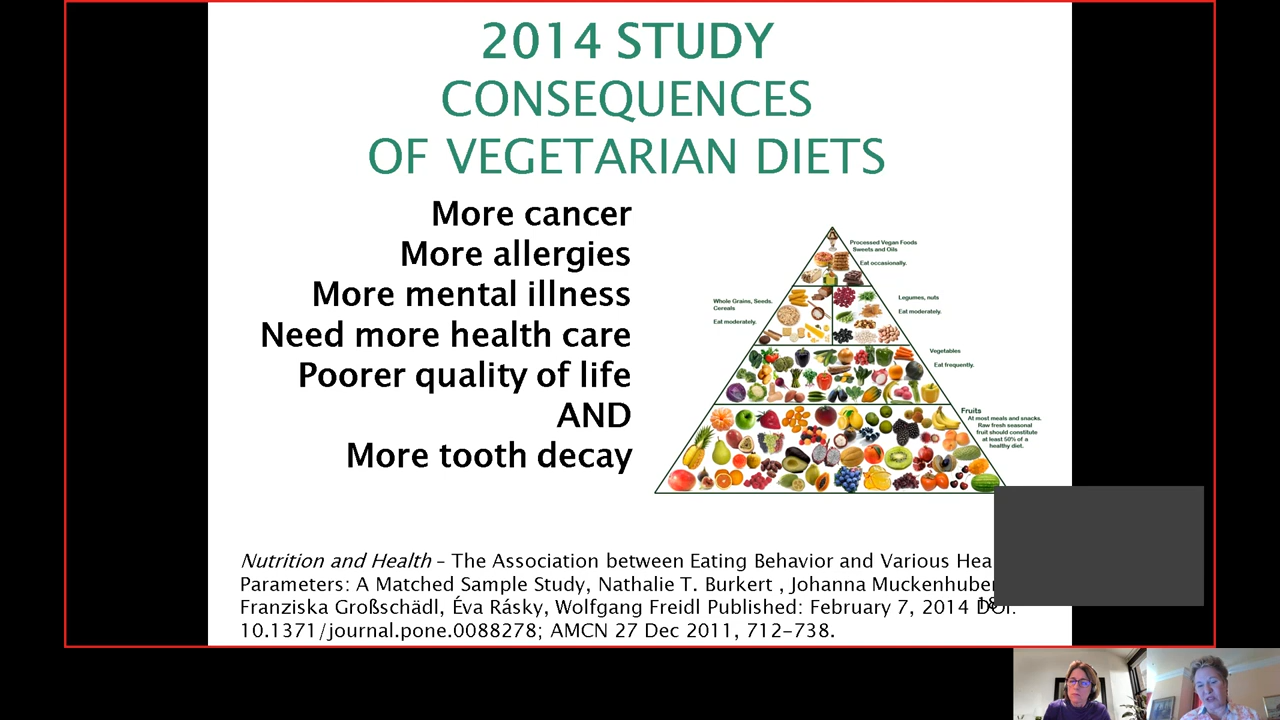 2014 STUDY
CONSEQUENCES
OF VEGETARIAN DIETS
More cancer
More allergies
More mental illness
Need more health care
Poorer quality of life
AND
More tooth decay
Processed Vegan Foods
Sweets and Oils
Eat occasionally.
Whole Grains, Seeds.
Cereals
Eat moderately.
Legumes, nuts
Eat moderately.
Vegetables
Eat frequently.
Fruits
At most meals and snacks.
Raw fresh seasonal
fruit should constitute
at least 50% of a
healthy diet.
Nutrition and Health – The Association between Eating Behavior and Various
Parameters: A Matched Sample Study, Nathalie T. Burkert , Johanna Muckenhuber
Franziska Großschädl, Éva Rásky, Wolfgang Freidl Published: February 7, 2014 DOI:
10.1371/journal.pone.0088278; AMCN 27 Dec 2011, 712-738.